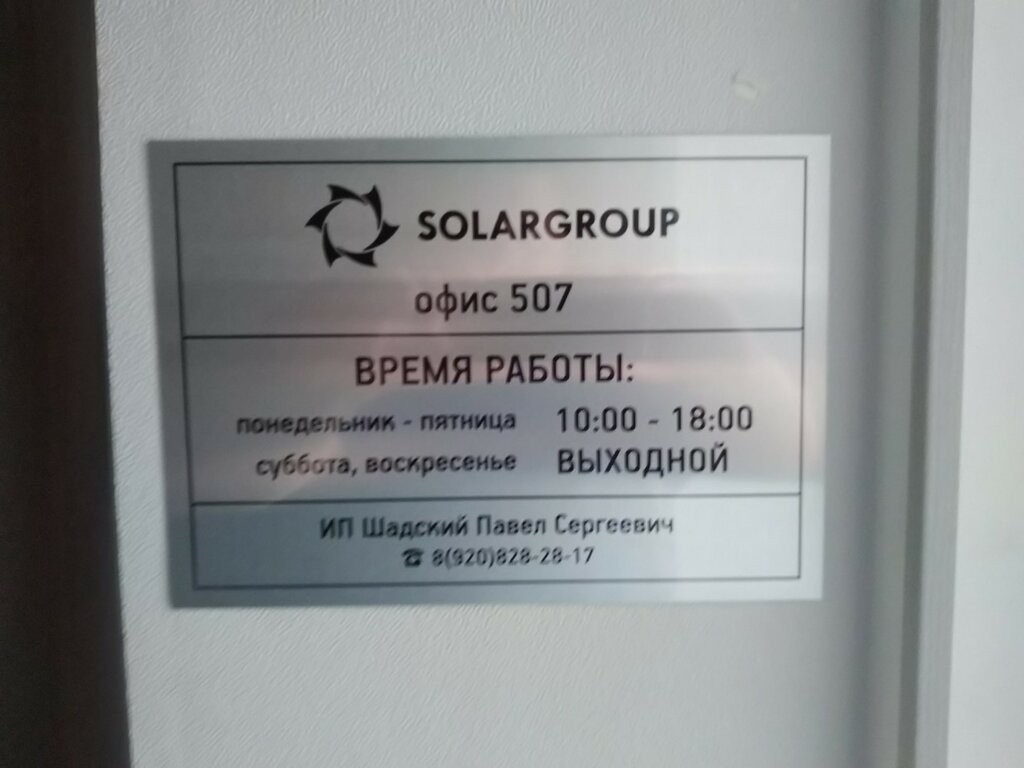 SOLARGROUP
офис 507
ВРЕМЯ РАБОТЫ:
понедельник - пятница 10:00 - 18:00
суббота, воскресенье ВЫХОДНОЙ
ИП Шадский Павел Сергеевич
☎ 8(920)828-28-17